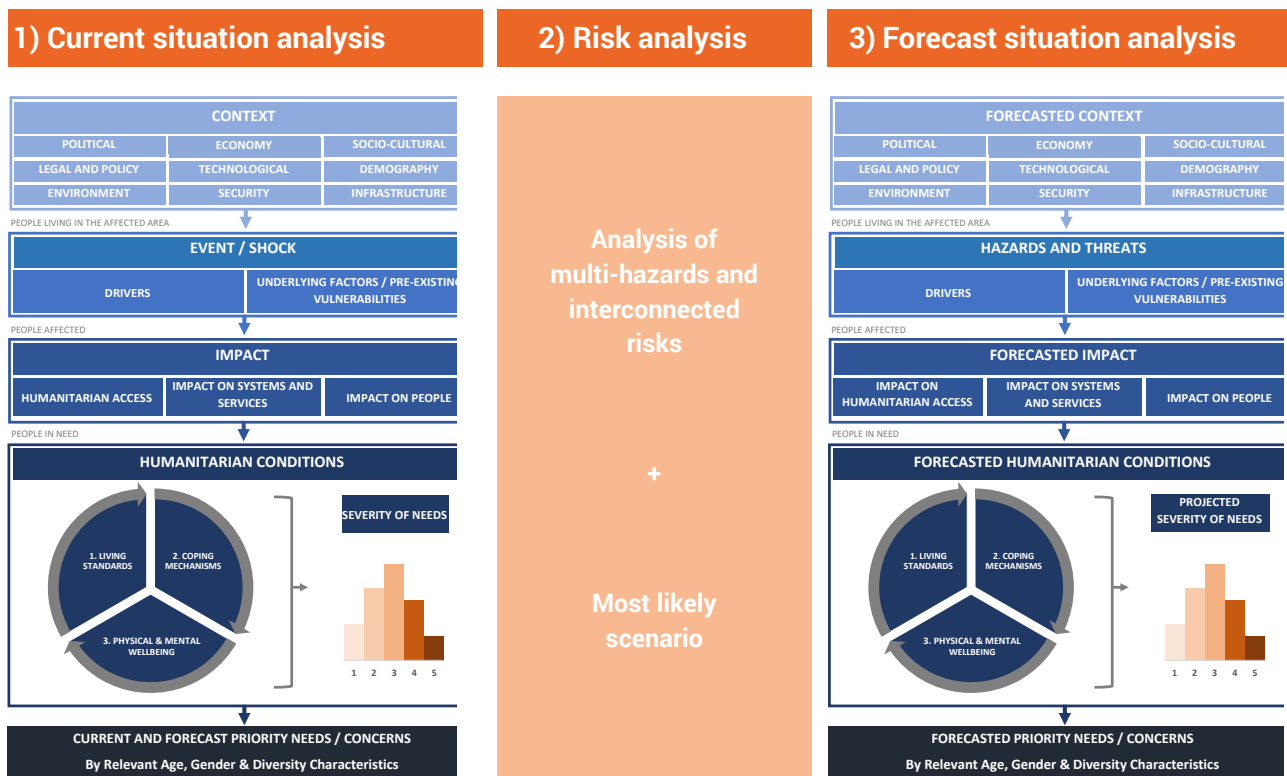 1) Current situation analysis
CONTEXT
POLITICAL
ECONOMY
SOCIO-CULTURAL
LEGAL AND POLICY
TECHNOLOGICAL
DEMOGRAPHY
ENVIRONMENT
SECURITY
INFRASTRUCTURE
PEOPLE LIVING IN THE AFFECTED AREA
EVENT / SHOCK
DRIVERS
UNDERLYING FACTORS / PRE-EXISTING
VULNERABILITIES
PEOPLE AFFECTED
IMPACT
HUMANITARIAN ACCESS
IMPACT ON SYSTEMS AND
SERVICES
IMPACT ON PEOPLE
PEOPLE IN NEED
HUMANITARIAN CONDITIONS
1. LIVING
STANDARDS
2. COPING
MECHANISMS
3. PHYSICAL & MENTAL
WELLBEING
SEVERITY OF NEEDS
1 2 3 4 5
CURRENT AND FORECAST PRIORITY NEEDS / CONCERNS
By Relevant Age, Gender & Diversity Characteristics
2) Risk analysis
Analysis of
multi-hazards and
interconnected
risks
+
Most likely
scenario
3) Forecast situation analysis
FORECASTED CONTEXT
POLITICAL
ECONOMY
SOCIO-CULTURAL
LEGAL AND POLICY
TECHNOLOGICAL
DEMOGRAPHY
ENVIRONMENT
SECURITY
INFRASTRUCTURE
PEOPLE LIVING IN THE AFFECTED AREA
HAZARDS AND THREATS
DRIVERS
UNDERLYING FACTORS / PRE-EXISTING
VULNERABILITIES
PEOPLE AFFECTED
FORECASTED IMPACT
IMPACT ON
HUMANITARIAN ACCESS
IMPACT ON SYSTEMS
AND SERVICES
IMPACT ON PEOPLE
PEOPLE IN NEED
FORECASTED HUMANITARIAN CONDITIONS
1. LIVING
STANDARDS
2. COPING
MECHANISMS
3. PHYSICAL & MENTAL
WELLBEING
PROJECTED
SEVERITY OF NEEDS
1 2 3 4 5
FORECASTED PRIORITY NEEDS / CONCERNS
By Relevant Age, Gender & Diversity Characteristics